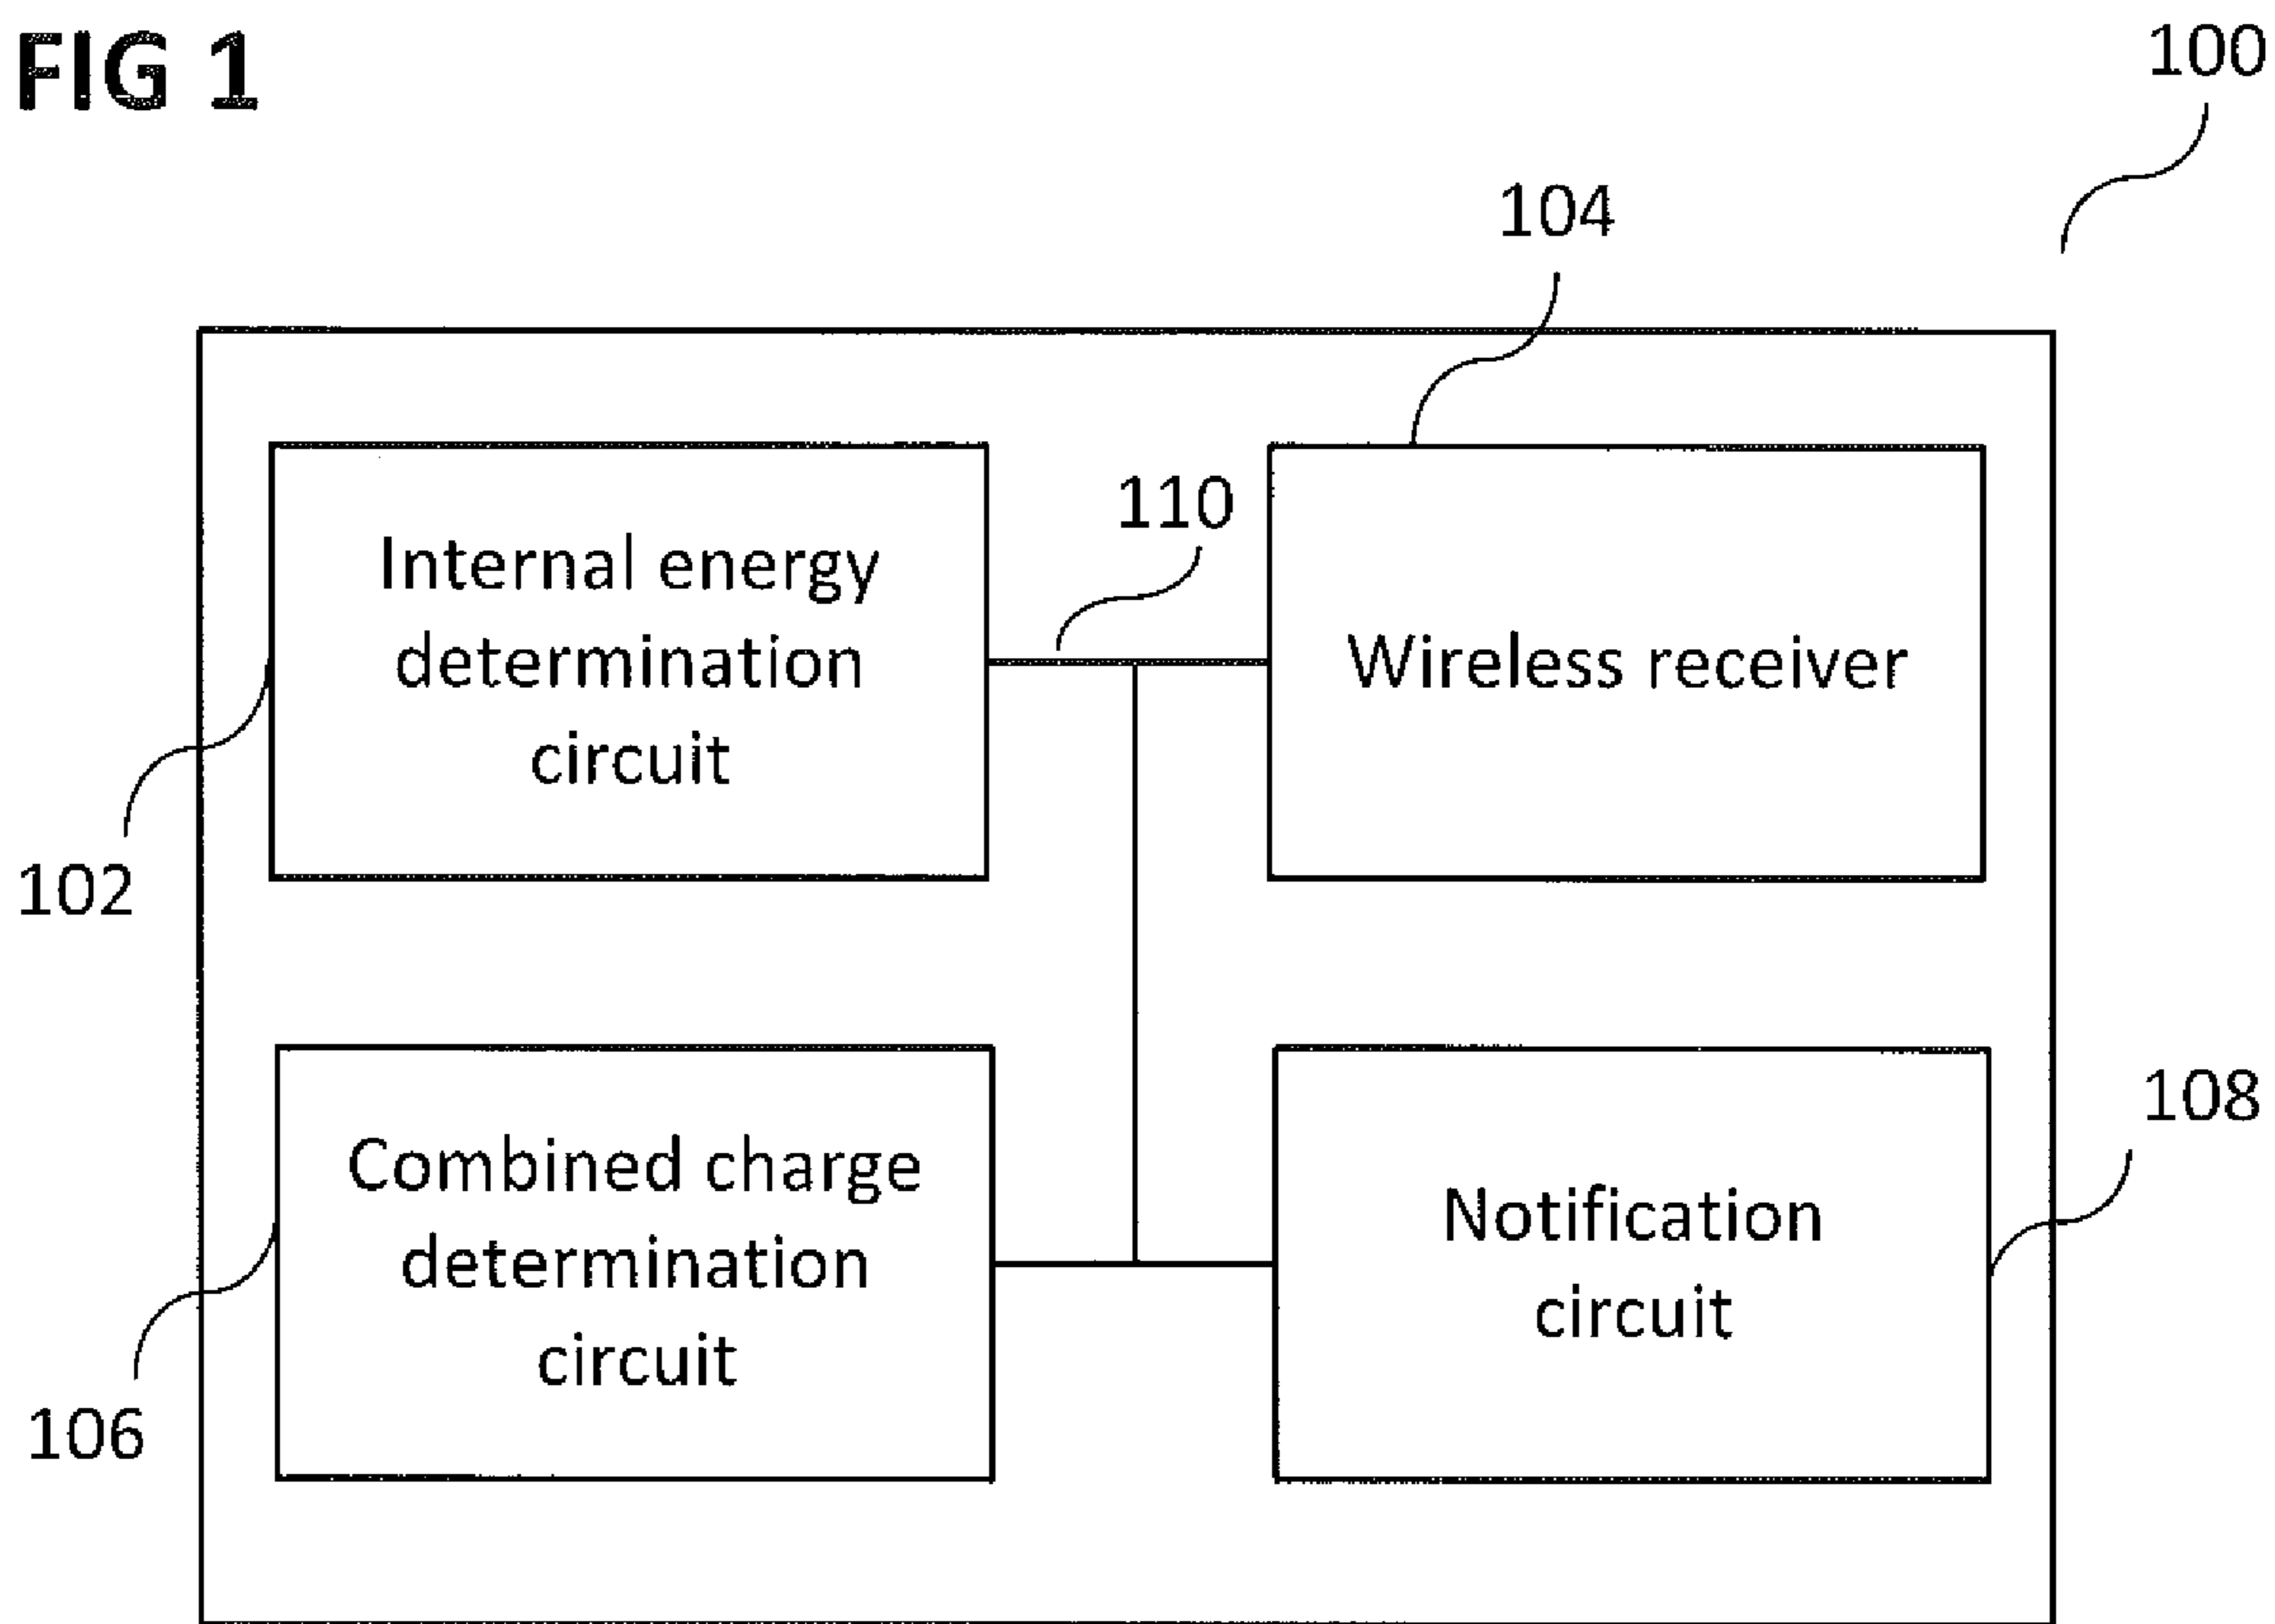 FIG 1
100
104
110
Internal energy
determination
circuit
Wireless receiver
102
Combined charge
determination
circuit
Notification
circuit
108
106